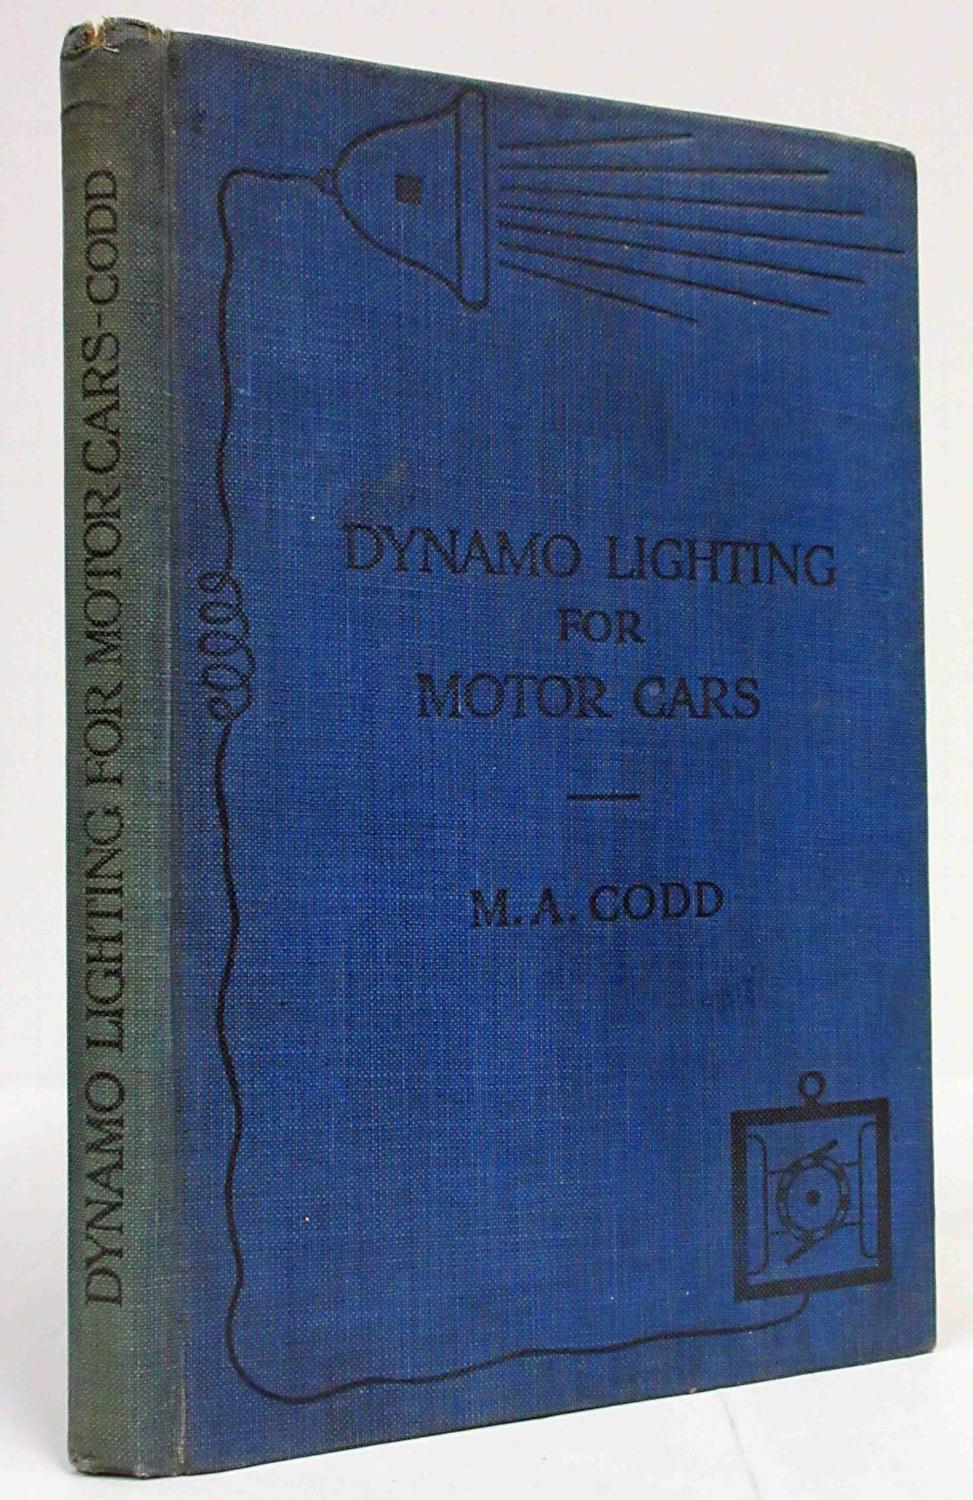 DYNAMO LIGHTING FOR MOTOR CARS-CODD
DYNAMO LIGHTING
FOR
MOTOR CARS
M. A. CODD